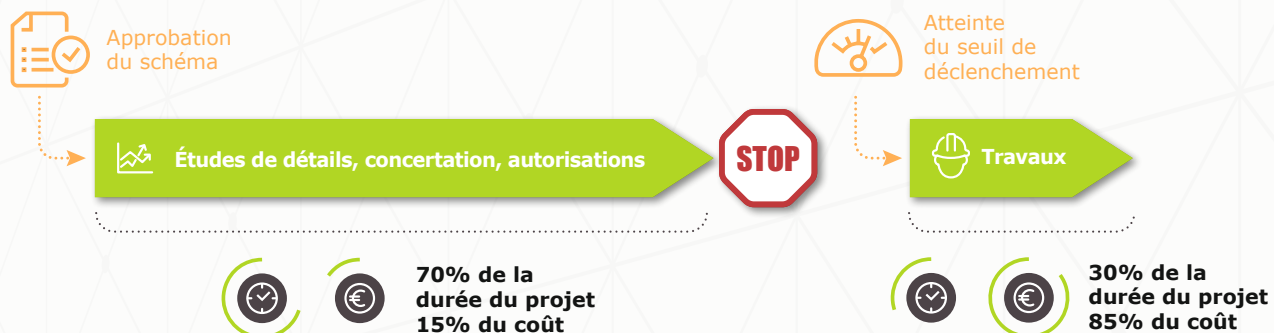 Approbation
du schéma
Atteinte
du seuil de
déclenchement
Études de détails, concertation, autorisations
STOP
Travaux
70% de la
durée du projet
15% du coût
30% de la
durée du projet
85% du coût